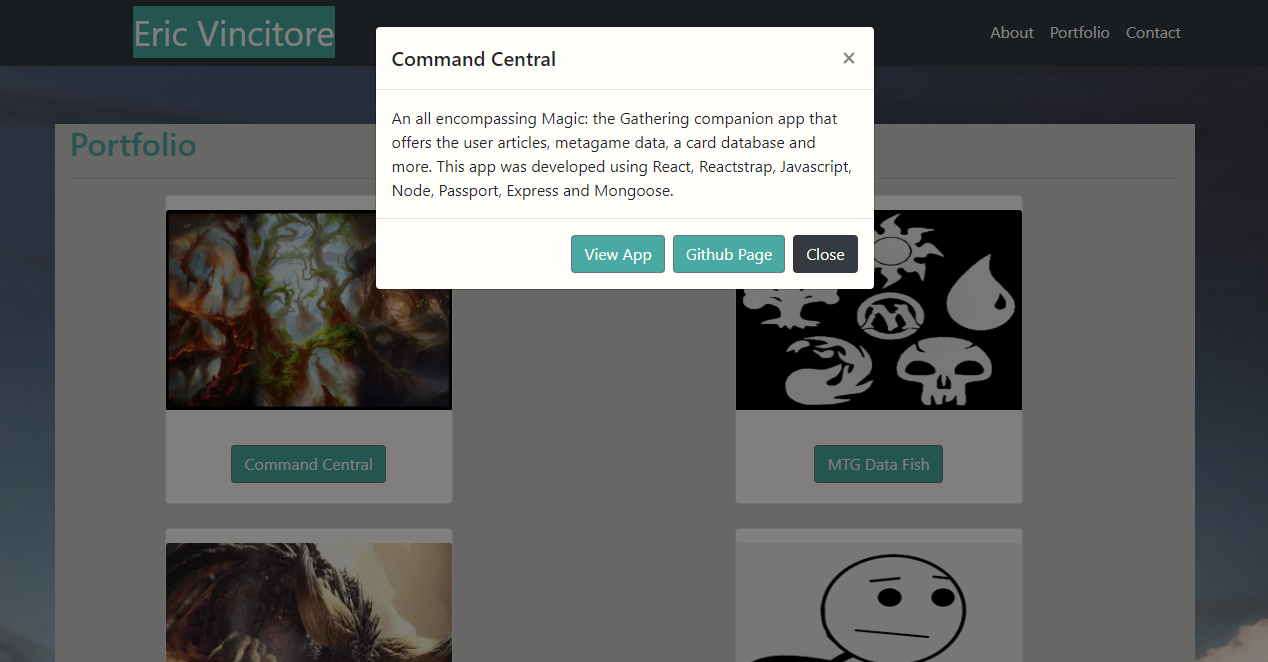 Eric Vincitore
About Portfolio Contact
Command Central ×
An all encompassing Magic: the Gathering companion app that
offers the user articles, metagame data, a card database and
more. This app was developed using React, Reactstrap, Javascript,
Node, Passport, Express and Mongoose.
View App Github Page Close
Portfolio
Command Central
MTG Data Fish